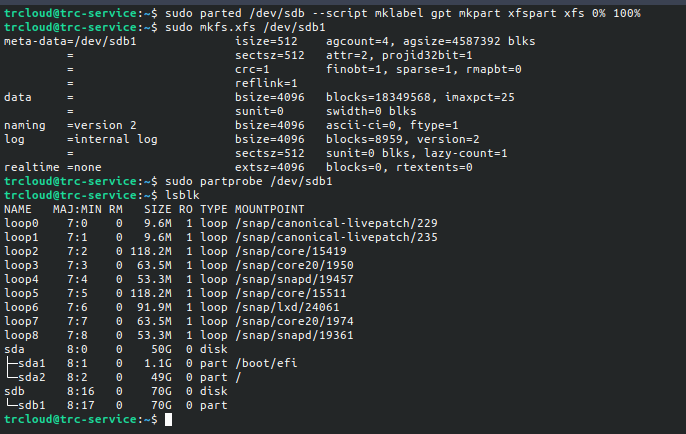 trcloud@trc-service:~$ sudo parted /dev/sdb --script mklabel gpt mkpart xfspart xfs 0% 100%
trcloud@trc-service:~$ sudo mkfs.xfs /dev/sdb1
meta-data=/dev/sdb1              isize=512    agcount=4, agsize=4587392 blks
         =                       sectsz=512   attr=2, projid32bit=1
         =                       crc=1        finobt=1, sparse=1, rmapbt=0
         =                       reflink=1
data     =                       bsize=4096   blocks=18349568, imaxpct=25
         =                       sunit=0      swidth=0 blks
naming   =version 2              bsize=4096   ascii-ci=0, ftype=1
log      =internal log           bsize=4096   blocks=8959, version=2
         =                       sectsz=512   sunit=0 blks, lazy-count=1
realtime =none                   extsz=4096   blocks=0, rtextents=0
trcloud@trc-service:~$ sudo partprobe /dev/sdb1
trcloud@trc-service:~$ lsblk
NAME   MAJ:MIN RM   SIZE RO TYPE MOUNTPOINT
loop0    7:0    0   9.6M  1 loop /snap/canonical-livepatch/229
loop1    7:1    0   9.6M  1 loop /snap/canonical-livepatch/235
loop2    7:2    0 118.2M  1 loop /snap/core/15419
loop3    7:3    0  63.5M  1 loop /snap/core20/1950
loop4    7:4    0  53.3M  1 loop /snap/snapd/19457
loop5    7:5    0 118.2M  1 loop /snap/core/15511
loop6    7:6    0  91.9M  1 loop /snap/lxd/24061
loop7    7:7    0  63.5M  1 loop /snap/core20/1974
loop8    7:8    0  53.3M  1 loop /snap/snapd/19361
sda      8:0    0    50G  0 disk
├─sda1   8:1    0   1.1G  0 part /boot/efi
└─sda2   8:2    0    49G  0 part /
sdb      8:16   0    70G  0 disk
└─sdb1   8:17   0    70G  0 part
trcloud@trc-service:~$